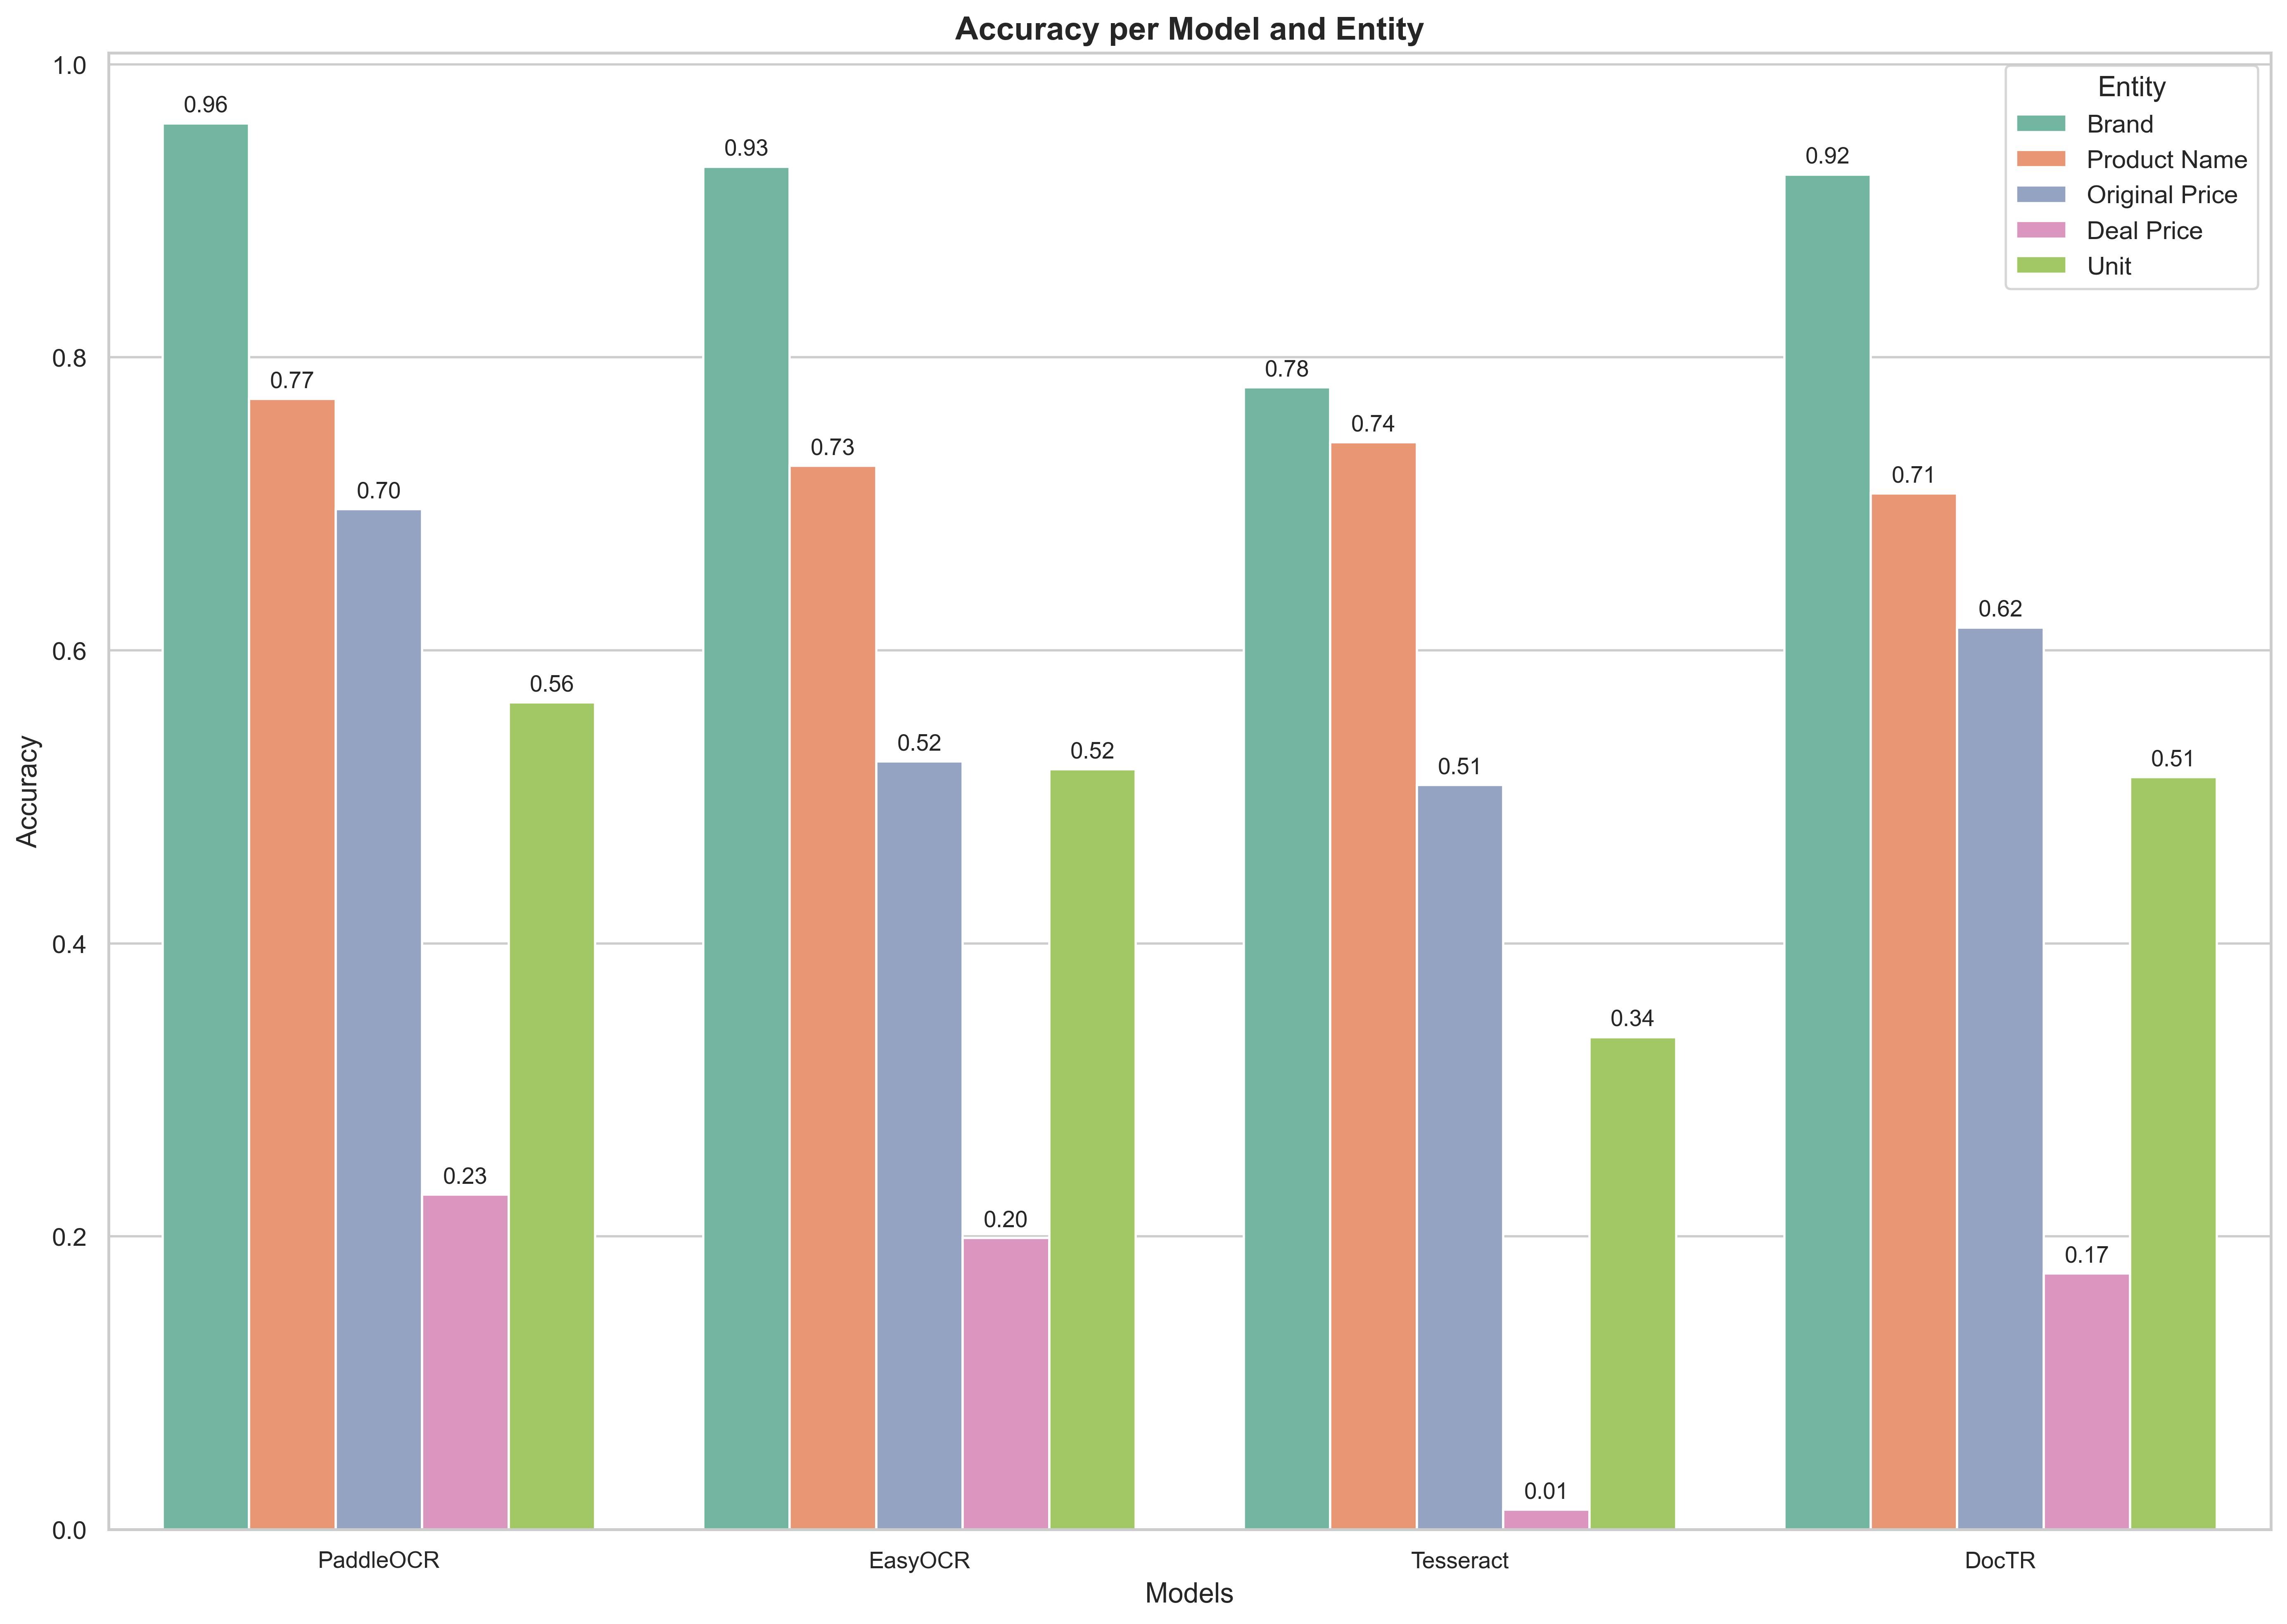 Accuracy per Model and Entity
Accuracy
1.0
0.8
0.6
0.4
0.2
0.0
0.96
0.77
0.70
0.23
0.56
0.93
0.73
0.52
0.20
0.52
0.78
0.74
0.51
0.01
0.34
0.92
0.71
0.62
0.17
0.51
Entity
Brand
Product Name
Original Price
Deal Price
Unit
PaddleOCR
EasyOCR
Tesseract
DocTR
Models